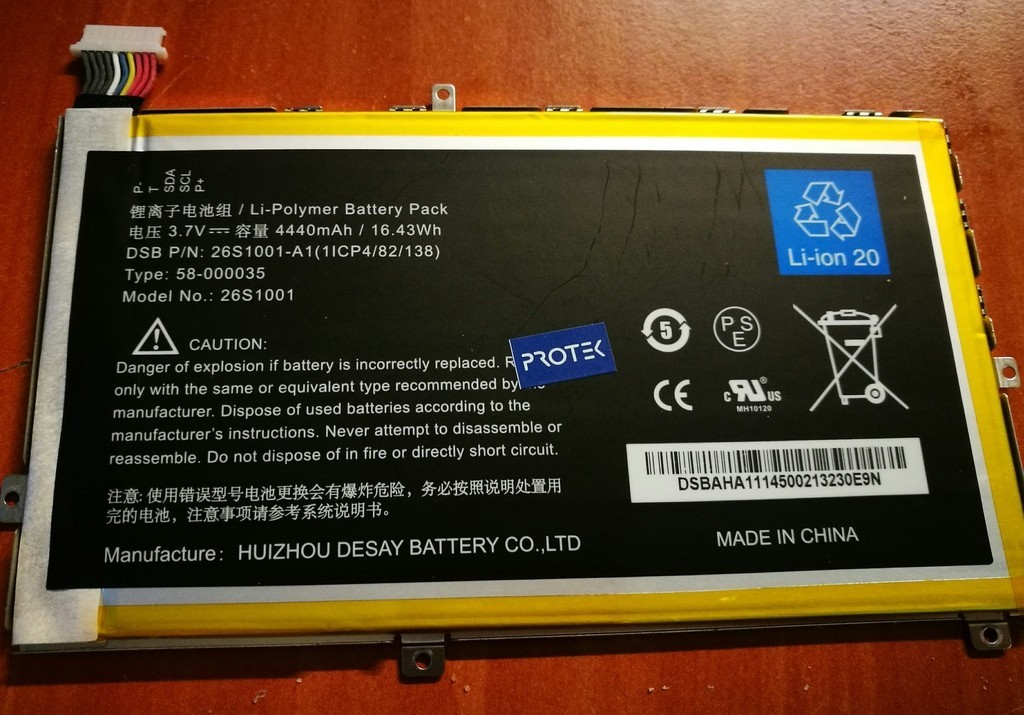 P-
T
SDA
SCL
P+
锂离子电池组 / Li-Polymer Battery Pack
电压 3.7V⎓ 容量 4440mAh / 16.43Wh
DSB P/N: 26S1001-A1(1ICP4/82/138)
Type: 58-000035
Model No.: 26S1001
Li-ion 20
CAUTION:
Danger of explosion if battery is incorrectly replaced.
only with the same or equivalent type recommended by
manufacturer. Dispose of used batteries according to the
manufacturer's instructions. Never attempt to disassemble or
reassemble. Do not dispose of in fire or directly short circuit.
PROTEK
5
PS
E
CE
c RU ® US
MH10120
DSBAHA1114500213230E9N
注意: 使用错误型号电池更换会有爆炸危险，务必按照说明处置用
完的电池，注意事项请参考系统说明书。
Manufacture: HUIZHOU DESAY BATTERY CO.,LTD
MADE IN CHINA